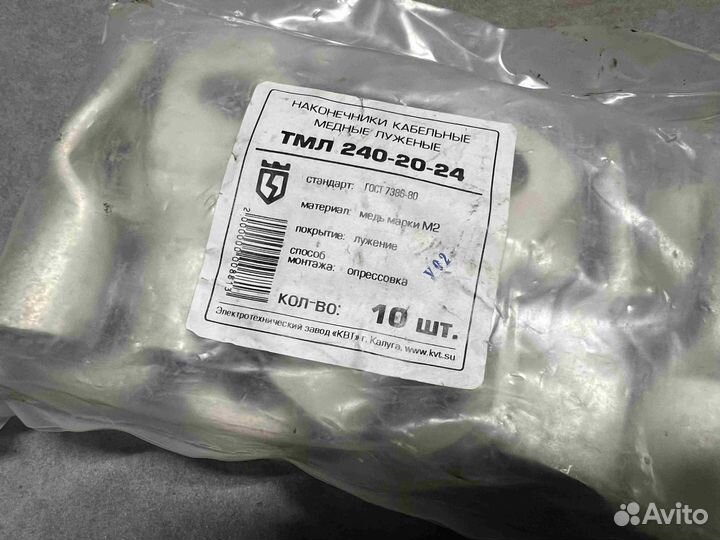 НАКОНЕЧНИКИ КАБЕЛЬНЫЕ
МЕДНЫЕ ЛУЖЕНЫЕ
ТМЛ 240-20-24
стандарт: ГОСТ 7386-80
материал: медь марки М2
покрытие: лужение
способ
монтажа: опрессовка
КОЛ-ВО: 10 шт.
Электротехнический завод «КВТ» г. Калуга, www.kvt.su
Avito